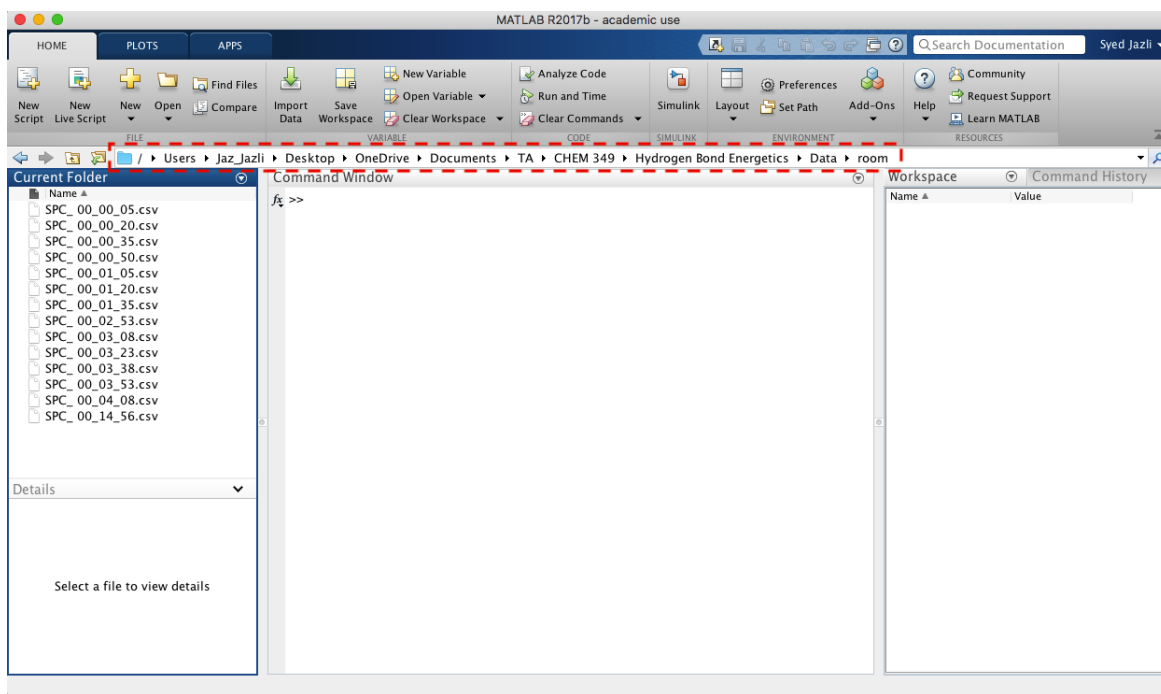 MATLAB R2017b - academic use
HOME PLOTS APPS Search Documentation Syed Jazli
New Script
New Live Script
New
Open
Find Files
Compare
FILE
Import Data
Save Workspace
New Variable
Open Variable
Clear Workspace
VARIABLE
Analyze Code
Run and Time
Clear Commands
CODE
Simulink
SIMULINK
Layout
Preferences
Set Path
Add-Ons
ENVIRONMENT
Help
Community
Request Support
Learn MATLAB
RESOURCES
/ Users Jaz_Jazli Desktop OneDrive Documents TA CHEM 349 Hydrogen Bond Energetics Data room
Current Folder
Name
SPC_ 00_00_05.csv
SPC_ 00_00_20.csv
SPC_ 00_00_35.csv
SPC_ 00_00_50.csv
SPC_ 00_01_05.csv
SPC_ 00_01_20.csv
SPC_ 00_01_35.csv
SPC_ 00_02_53.csv
SPC_ 00_03_08.csv
SPC_ 00_03_23.csv
SPC_ 00_03_38.csv
SPC_ 00_03_53.csv
SPC_ 00_04_08.csv
SPC_ 00_14_56.csv
Details
Select a file to view details
Command Window
fx >>
Workspace Command History
Name Value